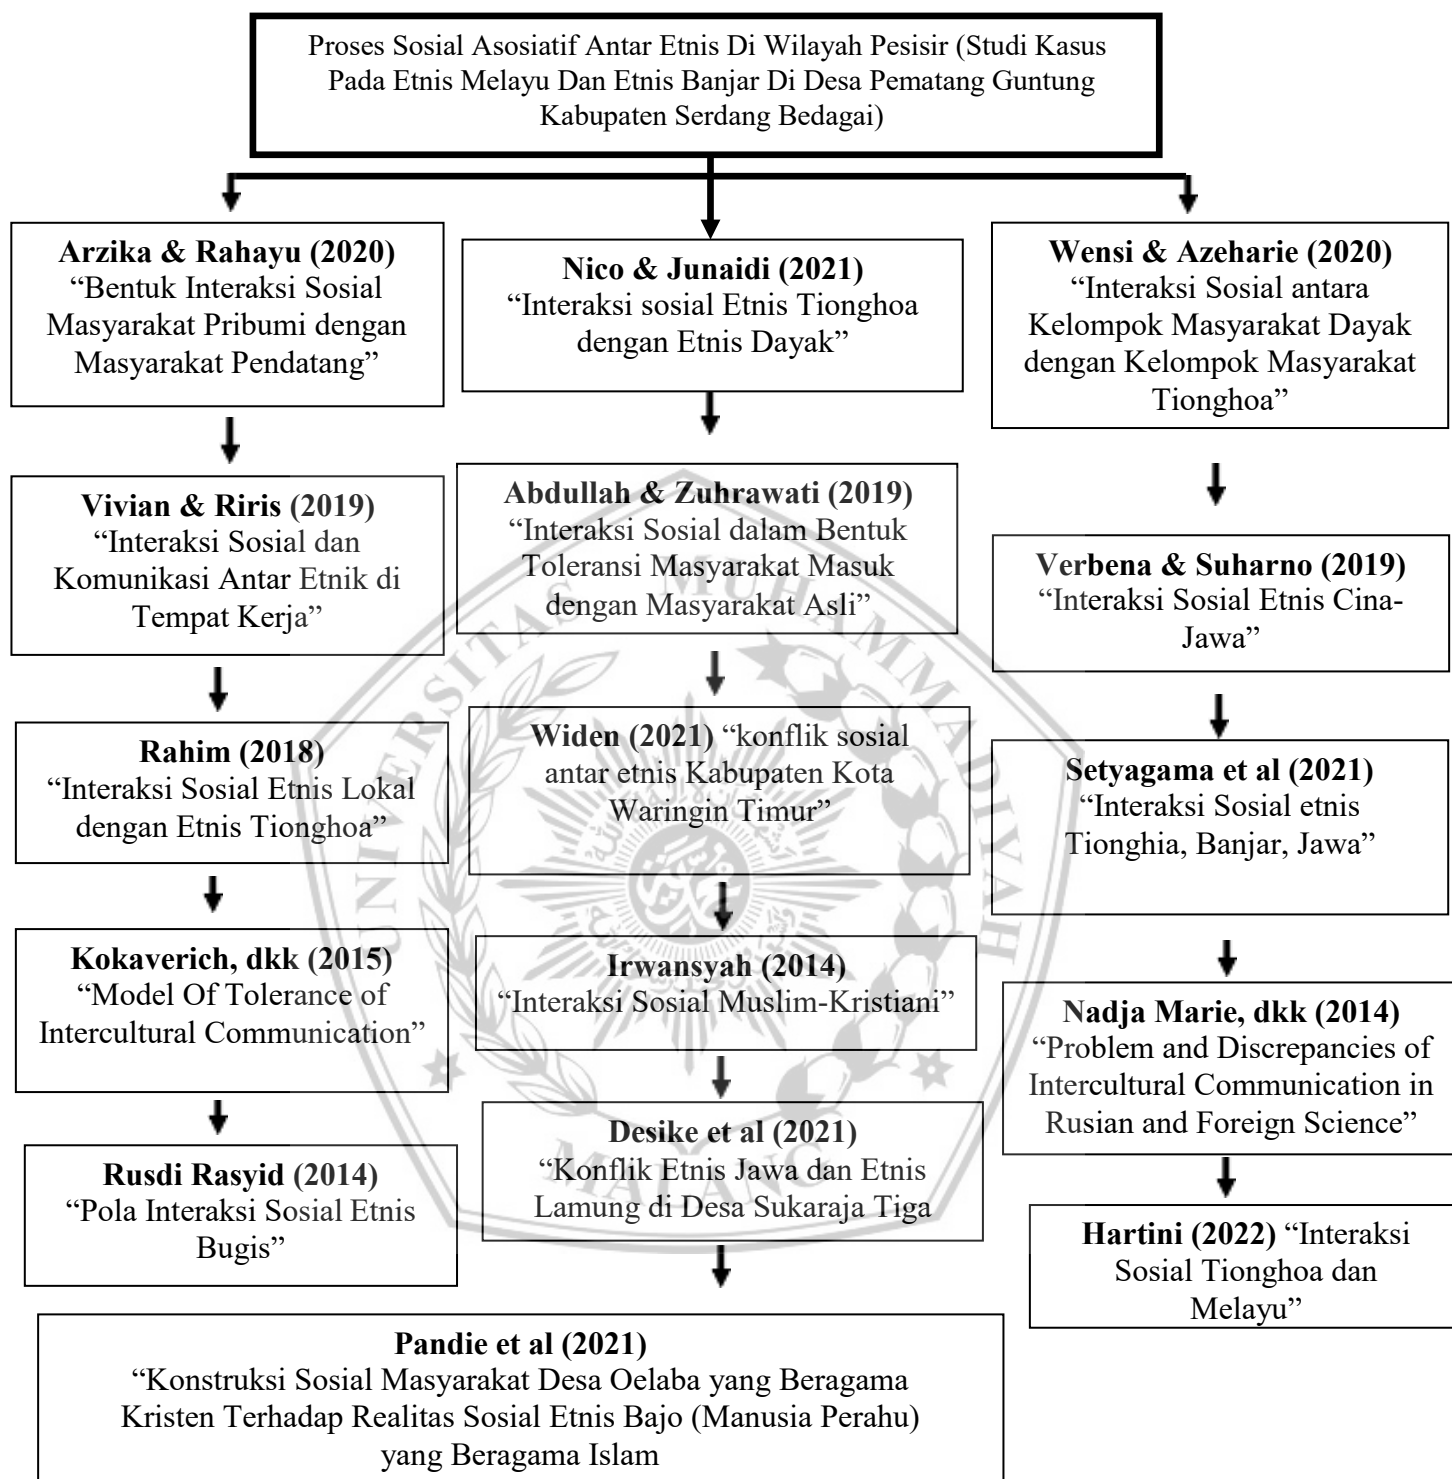 Proses Sosial Asosiatif Antar Etnis Di Wilayah Pesisir (Studi Kasus
Pada Etnis Melayu Dan Etnis Banjar Di Desa Pematang Guntung
Kabupaten Serdang Bedagai)
Arzika & Rahayu (2020)
“Bentuk Interaksi Sosial
Masyarakat Pribumi dengan
Masyarakat Pendatang”
Vivian & Riris (2019)
“Interaksi Sosial dan
Komunikasi Antar Etnik di
Tempat Kerja”
Rahim (2018)
“Interaksi Sosial Etnis Lokal
dengan Etnis Tionghoa”
Kokaverich, dkk (2015)
“Model Of Tolerance of
Intercultural Communication”
Rusdi Rasyid (2014)
“Pola Interaksi Sosial Etnis
Bugis”
Nico & Junaidi (2021)
“Interaksi sosial Etnis Tionghoa
dengan Etnis Dayak”
Abdullah & Zuhrawati (2019)
“Interaksi Sosial dalam Bentuk
Toleransi Masyarakat Masuk
dengan Masyarakat Asli”
Widen (2021) “konflik sosial
antar etnis Kabupaten Kota
Waringin Timur”
Irwansyah (2014)
“Interaksi Sosial Muslim-Kristiani”
Desike et al (2021)
“Konflik Etnis Jawa dan Etnis
Lamung di Desa Sukaraja Tiga
Pandie et al (2021)
“Konstruksi Sosial Masyarakat Desa Oelaba yang Beragama
Kristen Terhadap Realitas Sosial Etnis Bajo (Manusia Perahu)
yang Beragama Islam
Wensi & Azeharie (2020)
“Interaksi Sosial antara
Kelompok Masyarakat Dayak
dengan Kelompok Masyarakat
Tionghoa”
Verbena & Suharno (2019)
“Interaksi Sosial Etnis Cina-
Jawa”
Setyagama et al (2021)
“Interaksi Sosial etnis
Tionghia, Banjar, Jawa”
Nadja Marie, dkk (2014)
“Problem and Discrepancies of
Intercultural Communication in
Rusian and Foreign Science”
Hartini (2022) “Interaksi
Sosial Tionghoa dan
Melayu”
UNIVERSITAS MUHAMMADIYAH
MALANG